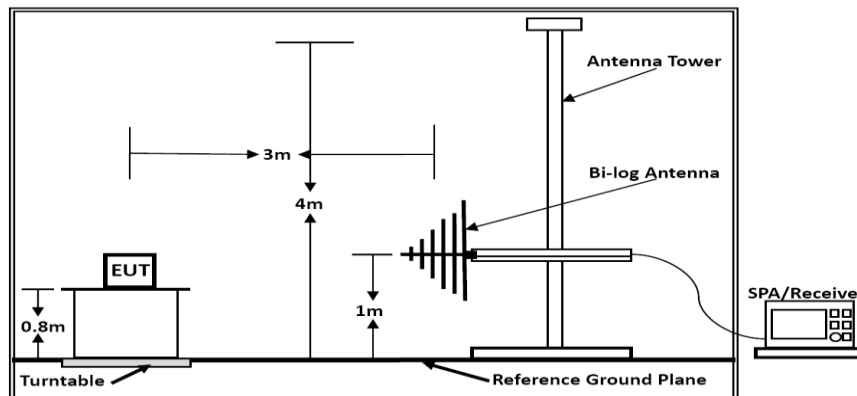 Antenna Tower
3m
Bi-log Antenna
4m
EUT
0.8m
1m
SPA/Receive
Turntable
Reference Ground Plane